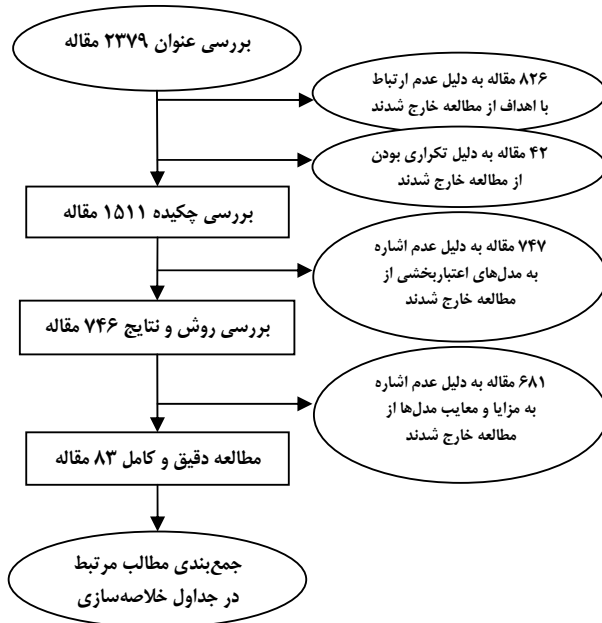 بررسی عنوان ۲۳۷۹ مقاله
۸۲۶ مقاله به دلیل عدم ارتباط
با اهداف از مطالعه خارج شدند
۴۲ مقاله به دلیل تکراری بودن
از مطالعه خارج شدند
بررسی چکیده ۱۵۱۱ مقاله
۷۴۷ مقاله به دلیل عدم اشاره
به مدل‌های اعتباربخشی از
مطالعه خارج شدند
بررسی روش و نتایج ۷۴۶ مقاله
۶۸۱ مقاله به دلیل عدم اشاره
به مزایا و معایب مدل‌ها از
مطالعه خارج شدند
مطالعه دقیق و کامل ۸۳ مقاله
جمع‌بندی مطالب مرتبط
در جداول خلاصه‌سازی